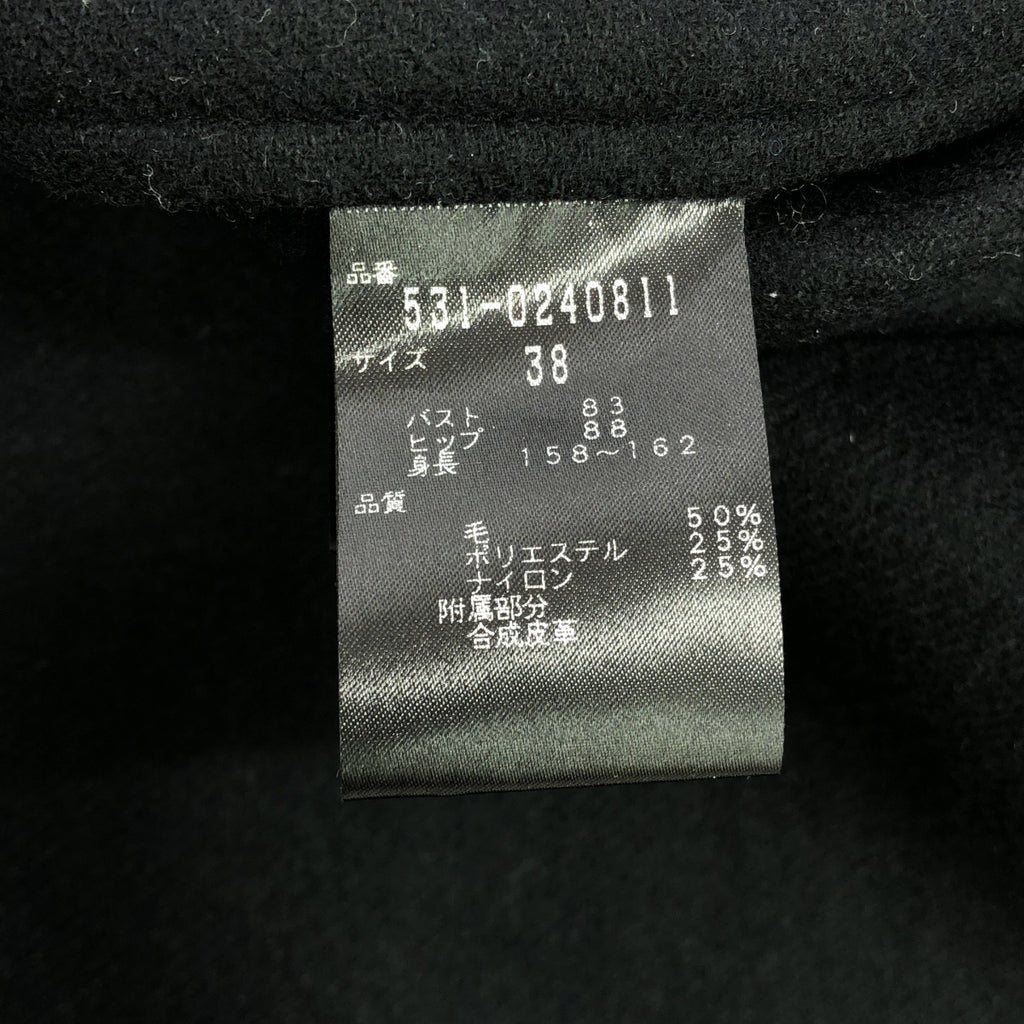 品番
531-0240811
サイズ 38
バスト 83
ヒップ 88
身長 158～162
品質
毛 50%
ポリエステル 25%
ナイロン 25%
附属部分
合成皮革